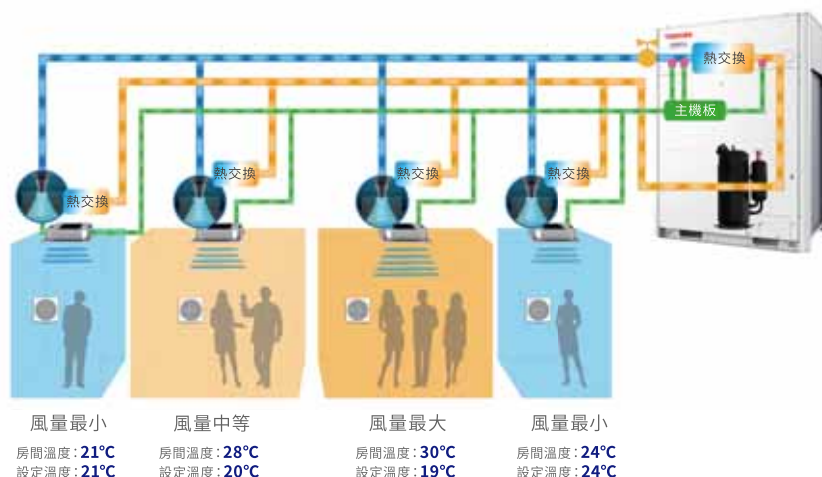 TOSHIBA
熱交換
主機板
熱交換
熱交換
熱交換
熱交換
風量最小
房間溫度:21°C
設定溫度:21°C
風量中等
房間溫度:28°C
設定溫度:20°C
風量最大
房間溫度:30°C
設定溫度:19°C
風量最小
房間溫度:24°C
設定溫度:24°C